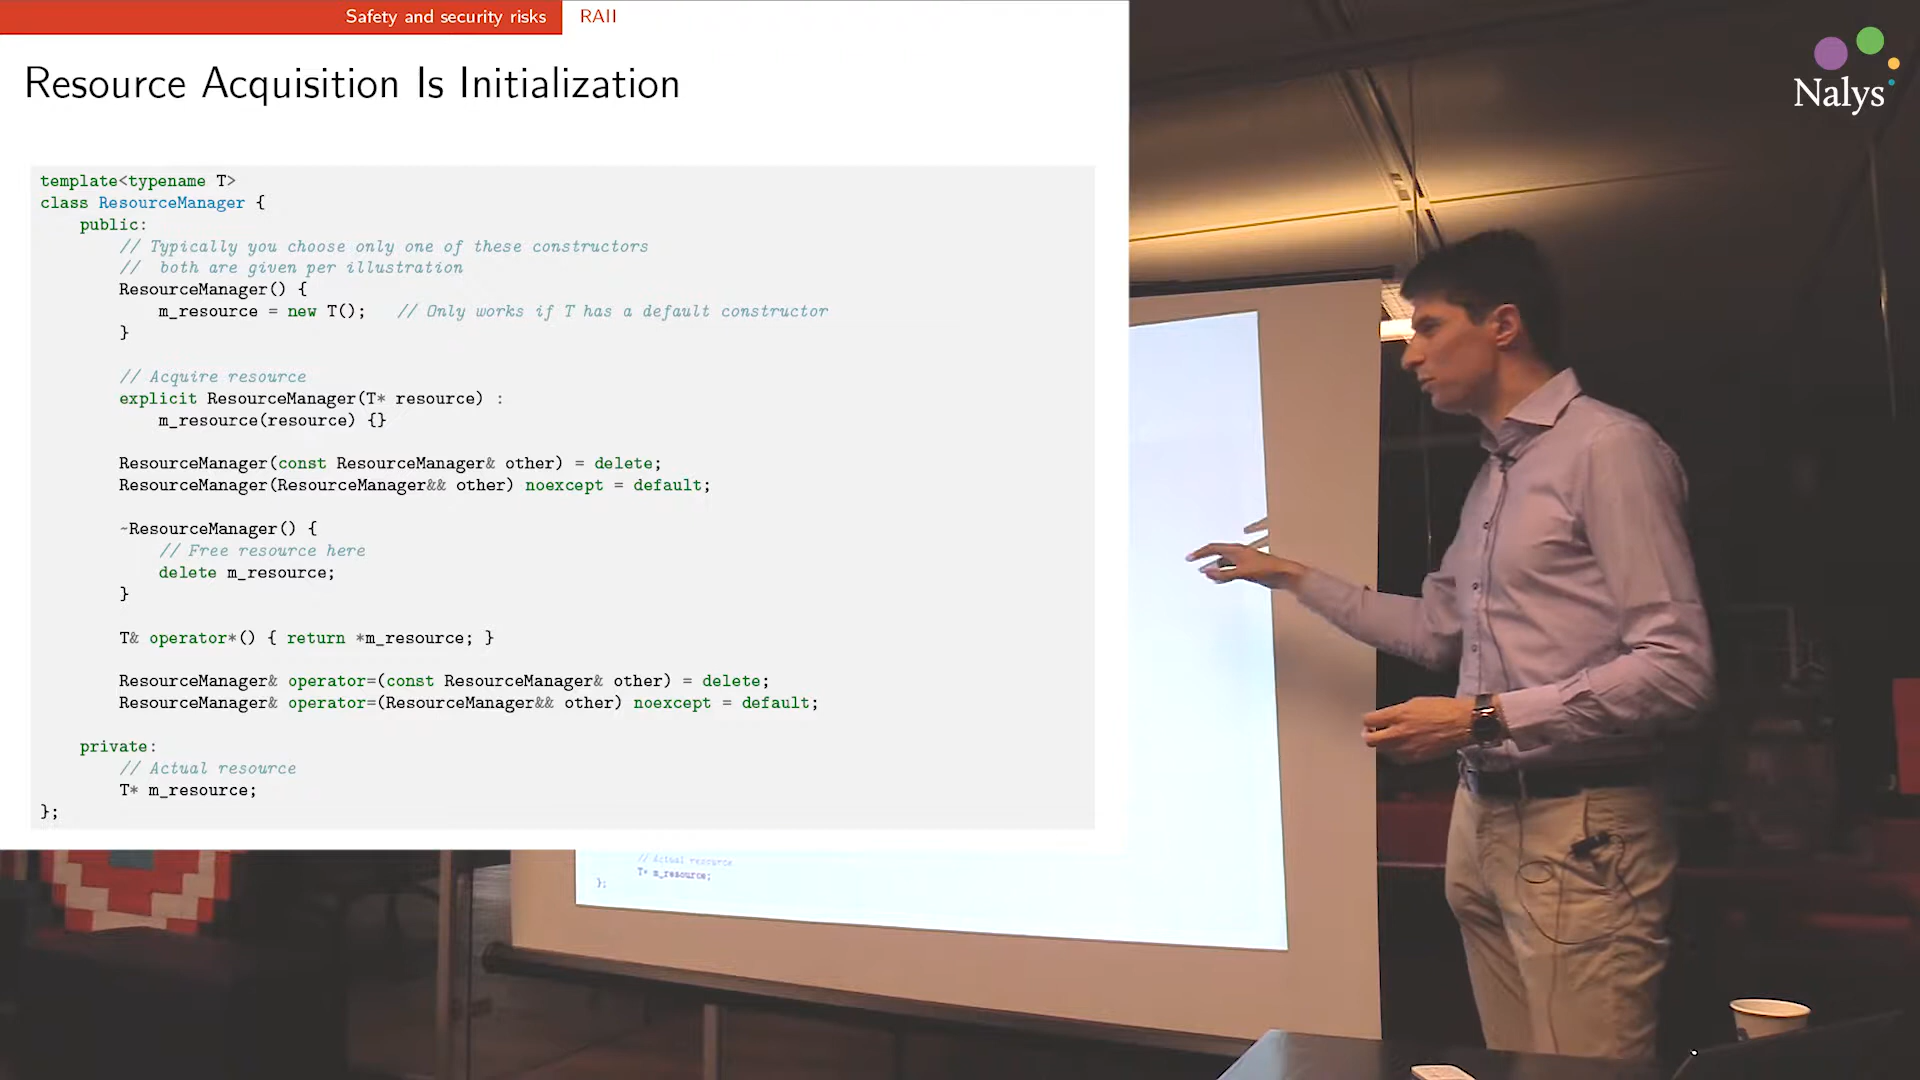 Safety and security risks RAII
Nalys
Resource Acquisition Is Initialization
template<typename T>
class ResourceManager {
public:
// Typically you choose only one of these constructors
// both are given per illustration
ResourceManager() {
m_resource = new T(); // Only works if T has a default constructor
}
// Acquire resource
explicit ResourceManager(T* resource) :
m_resource(resource) {}
ResourceManager(const ResourceManager& other) = delete;
ResourceManager(ResourceManager&& other) noexcept = default;
~ResourceManager() {
// Free resource here
delete m_resource;
}
T& operator*() { return *m_resource; }
ResourceManager& operator=(const ResourceManager& other) = delete;
ResourceManager& operator=(ResourceManager&& other) noexcept = default;
private:
// Actual resource
T* m_resource;
};
// Actual resource
T* m_resource;
};